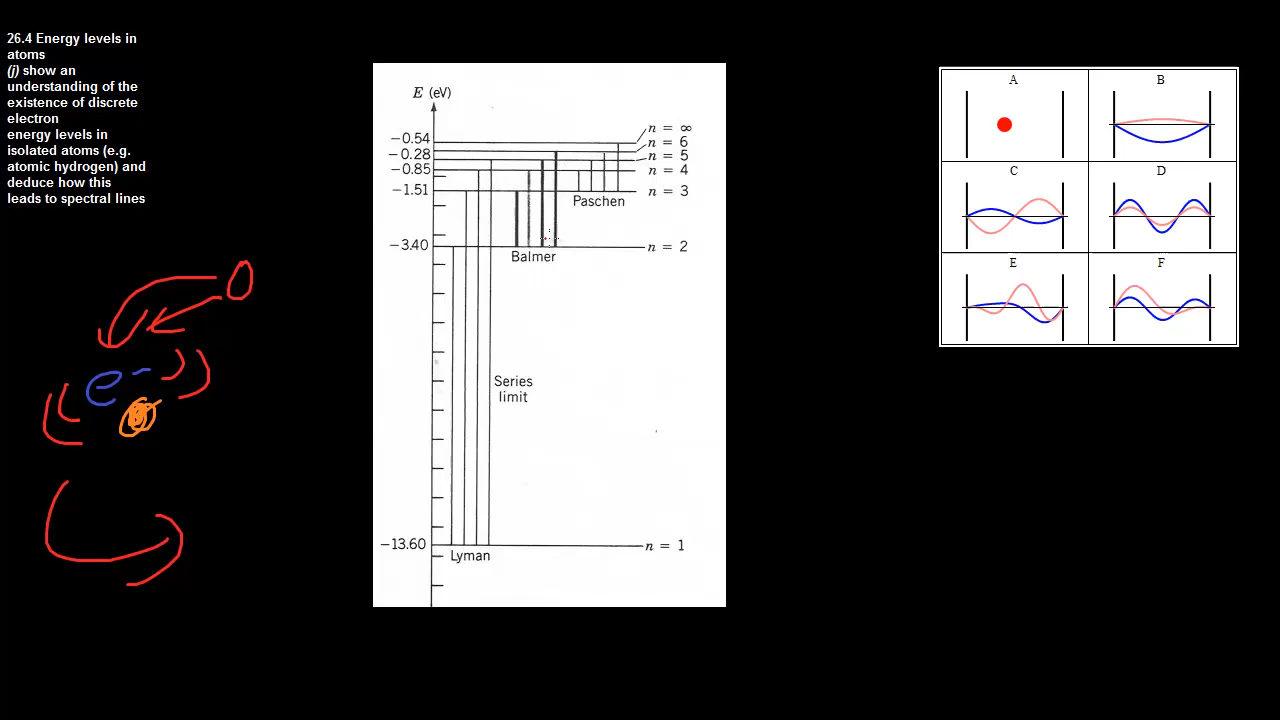 26.4 Energy levels in
atoms
(j) show an
understanding of the
existence of discrete
electron
energy levels in
isolated atoms (e.g.
atomic hydrogen) and
deduce how this
leads to spectral lines
E (eV)
−0.54
−0.28
−0.85
−1.51
−3.40
−13.60
n = ∞
n = 6
n = 5
n = 4
n = 3
n = 2
n = 1
Paschen
Balmer
Series
limit
Lyman
A
B
C
D
E
F
e -